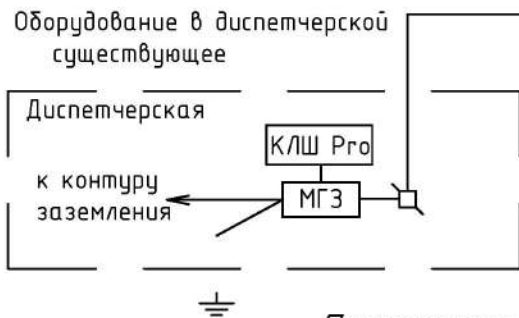 Оборудование в диспетчерской
существующее
Диспетчерская
КЛШ Pro
к контуру
заземления
МГЗ